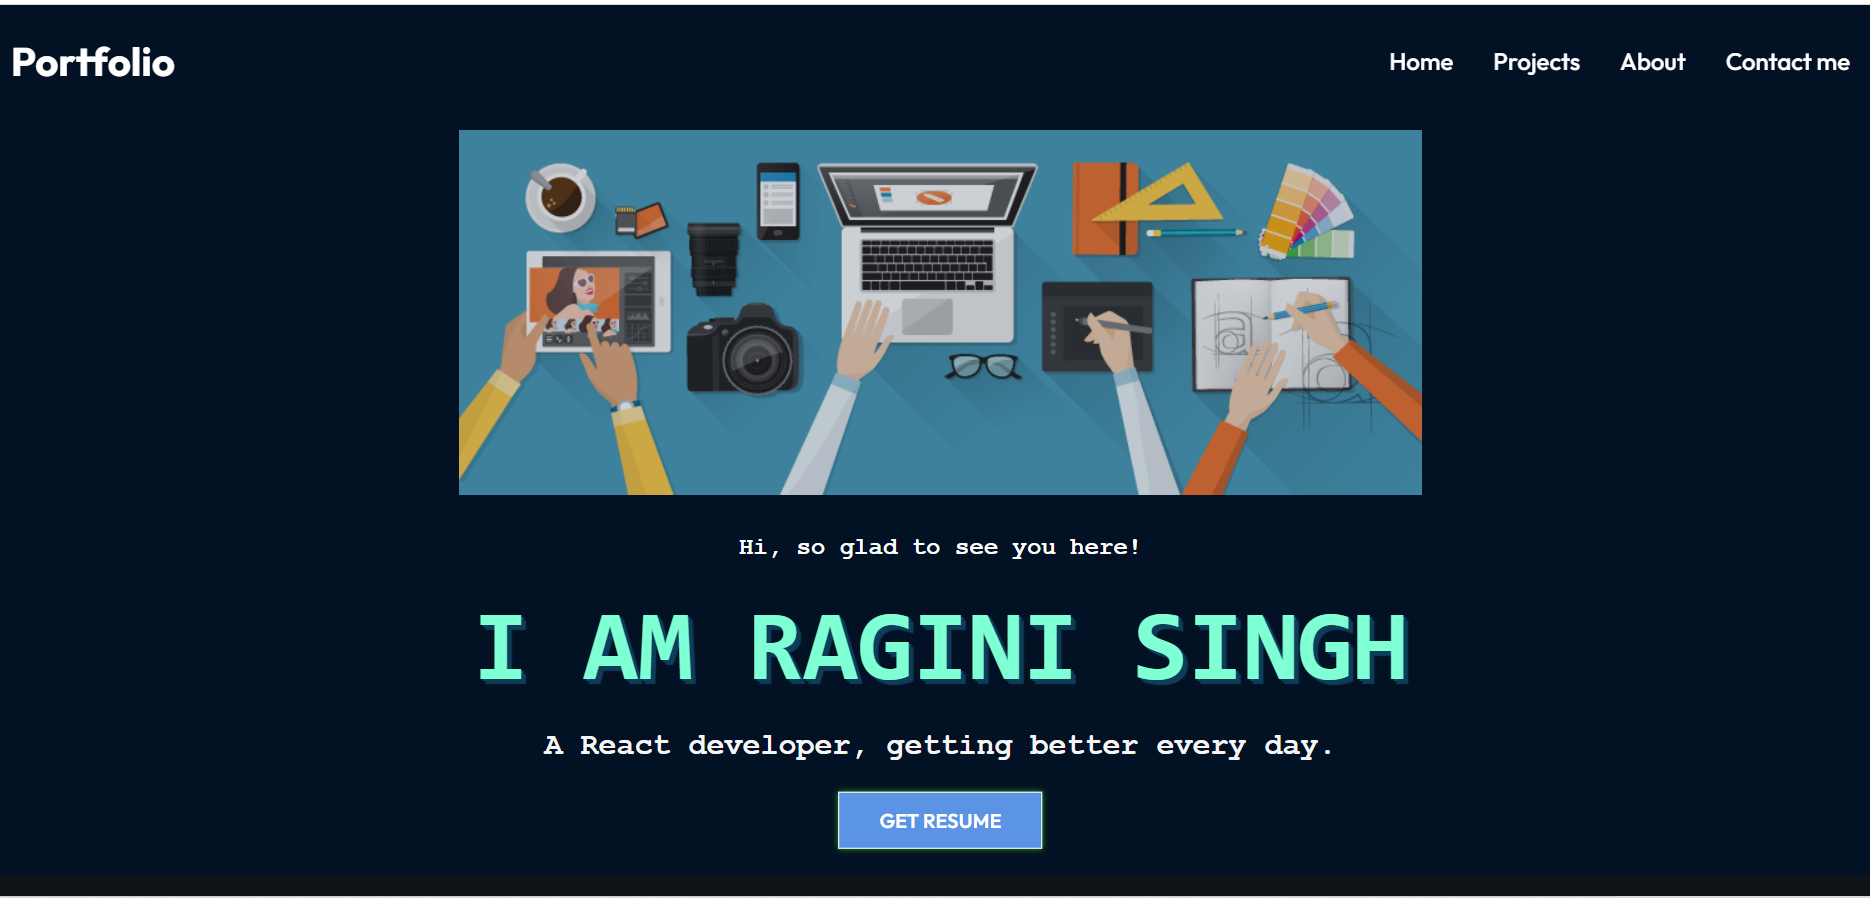 Portfolio
Home Projects About Contact me
a
a
Hi, so glad to see you here!
I AM RAGINI SINGH
A React developer, getting better every day.
GET RESUME